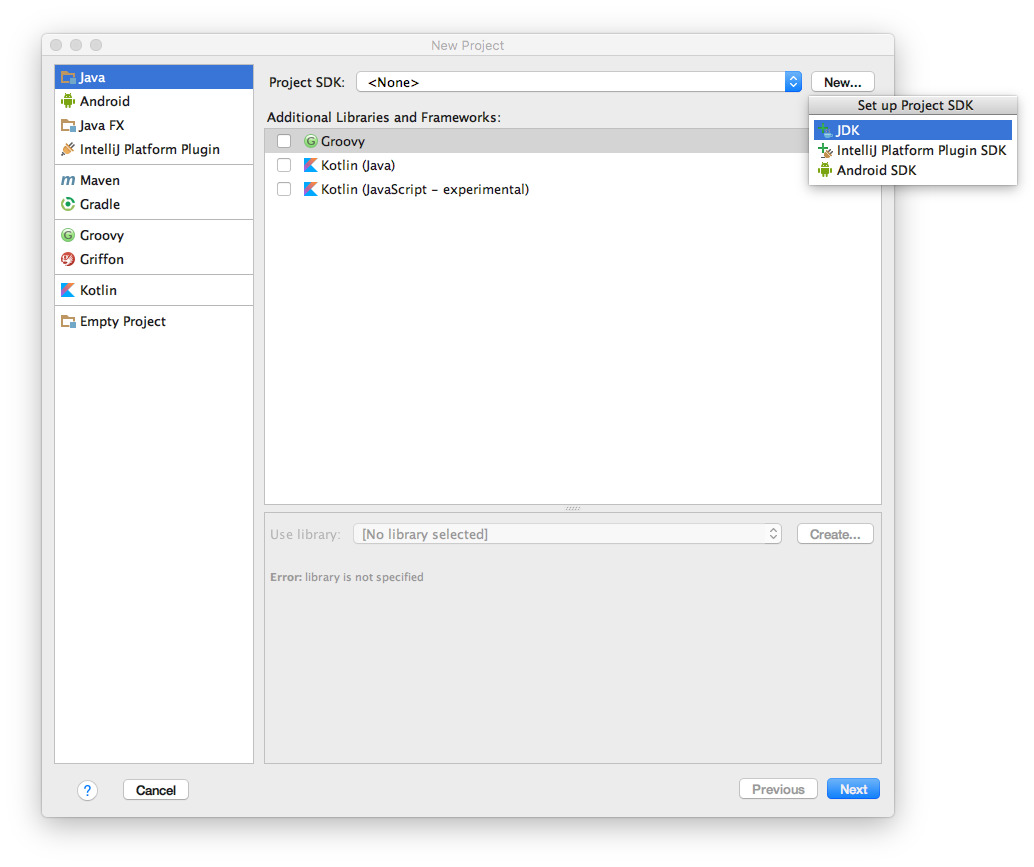 New Project
Java
Android
Java FX
IntelliJ Platform Plugin
Maven
Gradle
Groovy
Griffon
Kotlin
Empty Project
Project SDK: <None> New...
Set up Project SDK
JDK
IntelliJ Platform Plugin SDK
Android SDK
Additional Libraries and Frameworks:
Groovy
Kotlin (Java)
Kotlin (JavaScript - experimental)
Use library: [No library selected] Create...
Error: library is not specified
? Cancel Previous Next